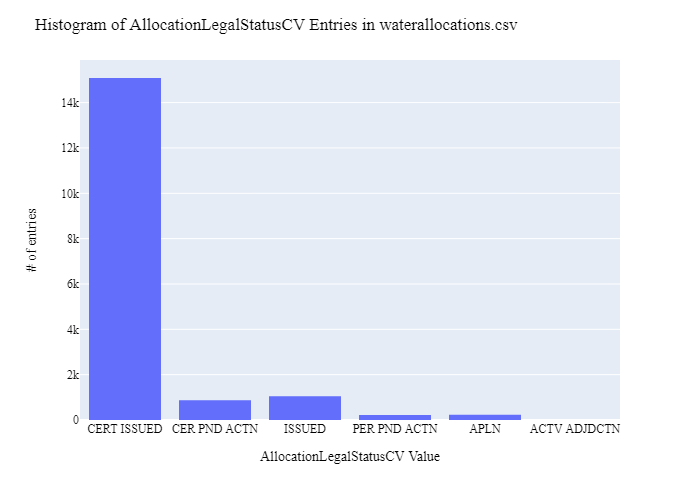 Histogram of AllocationLegalStatusCV Entries in waterallocations.csv
14k
12k
10k
8k
6k
4k
2k
0
# of entries
CERT ISSUED CER PND ACTN ISSUED PER PND ACTN APLN ACTV ADJDCTN
AllocationLegalStatusCV Value